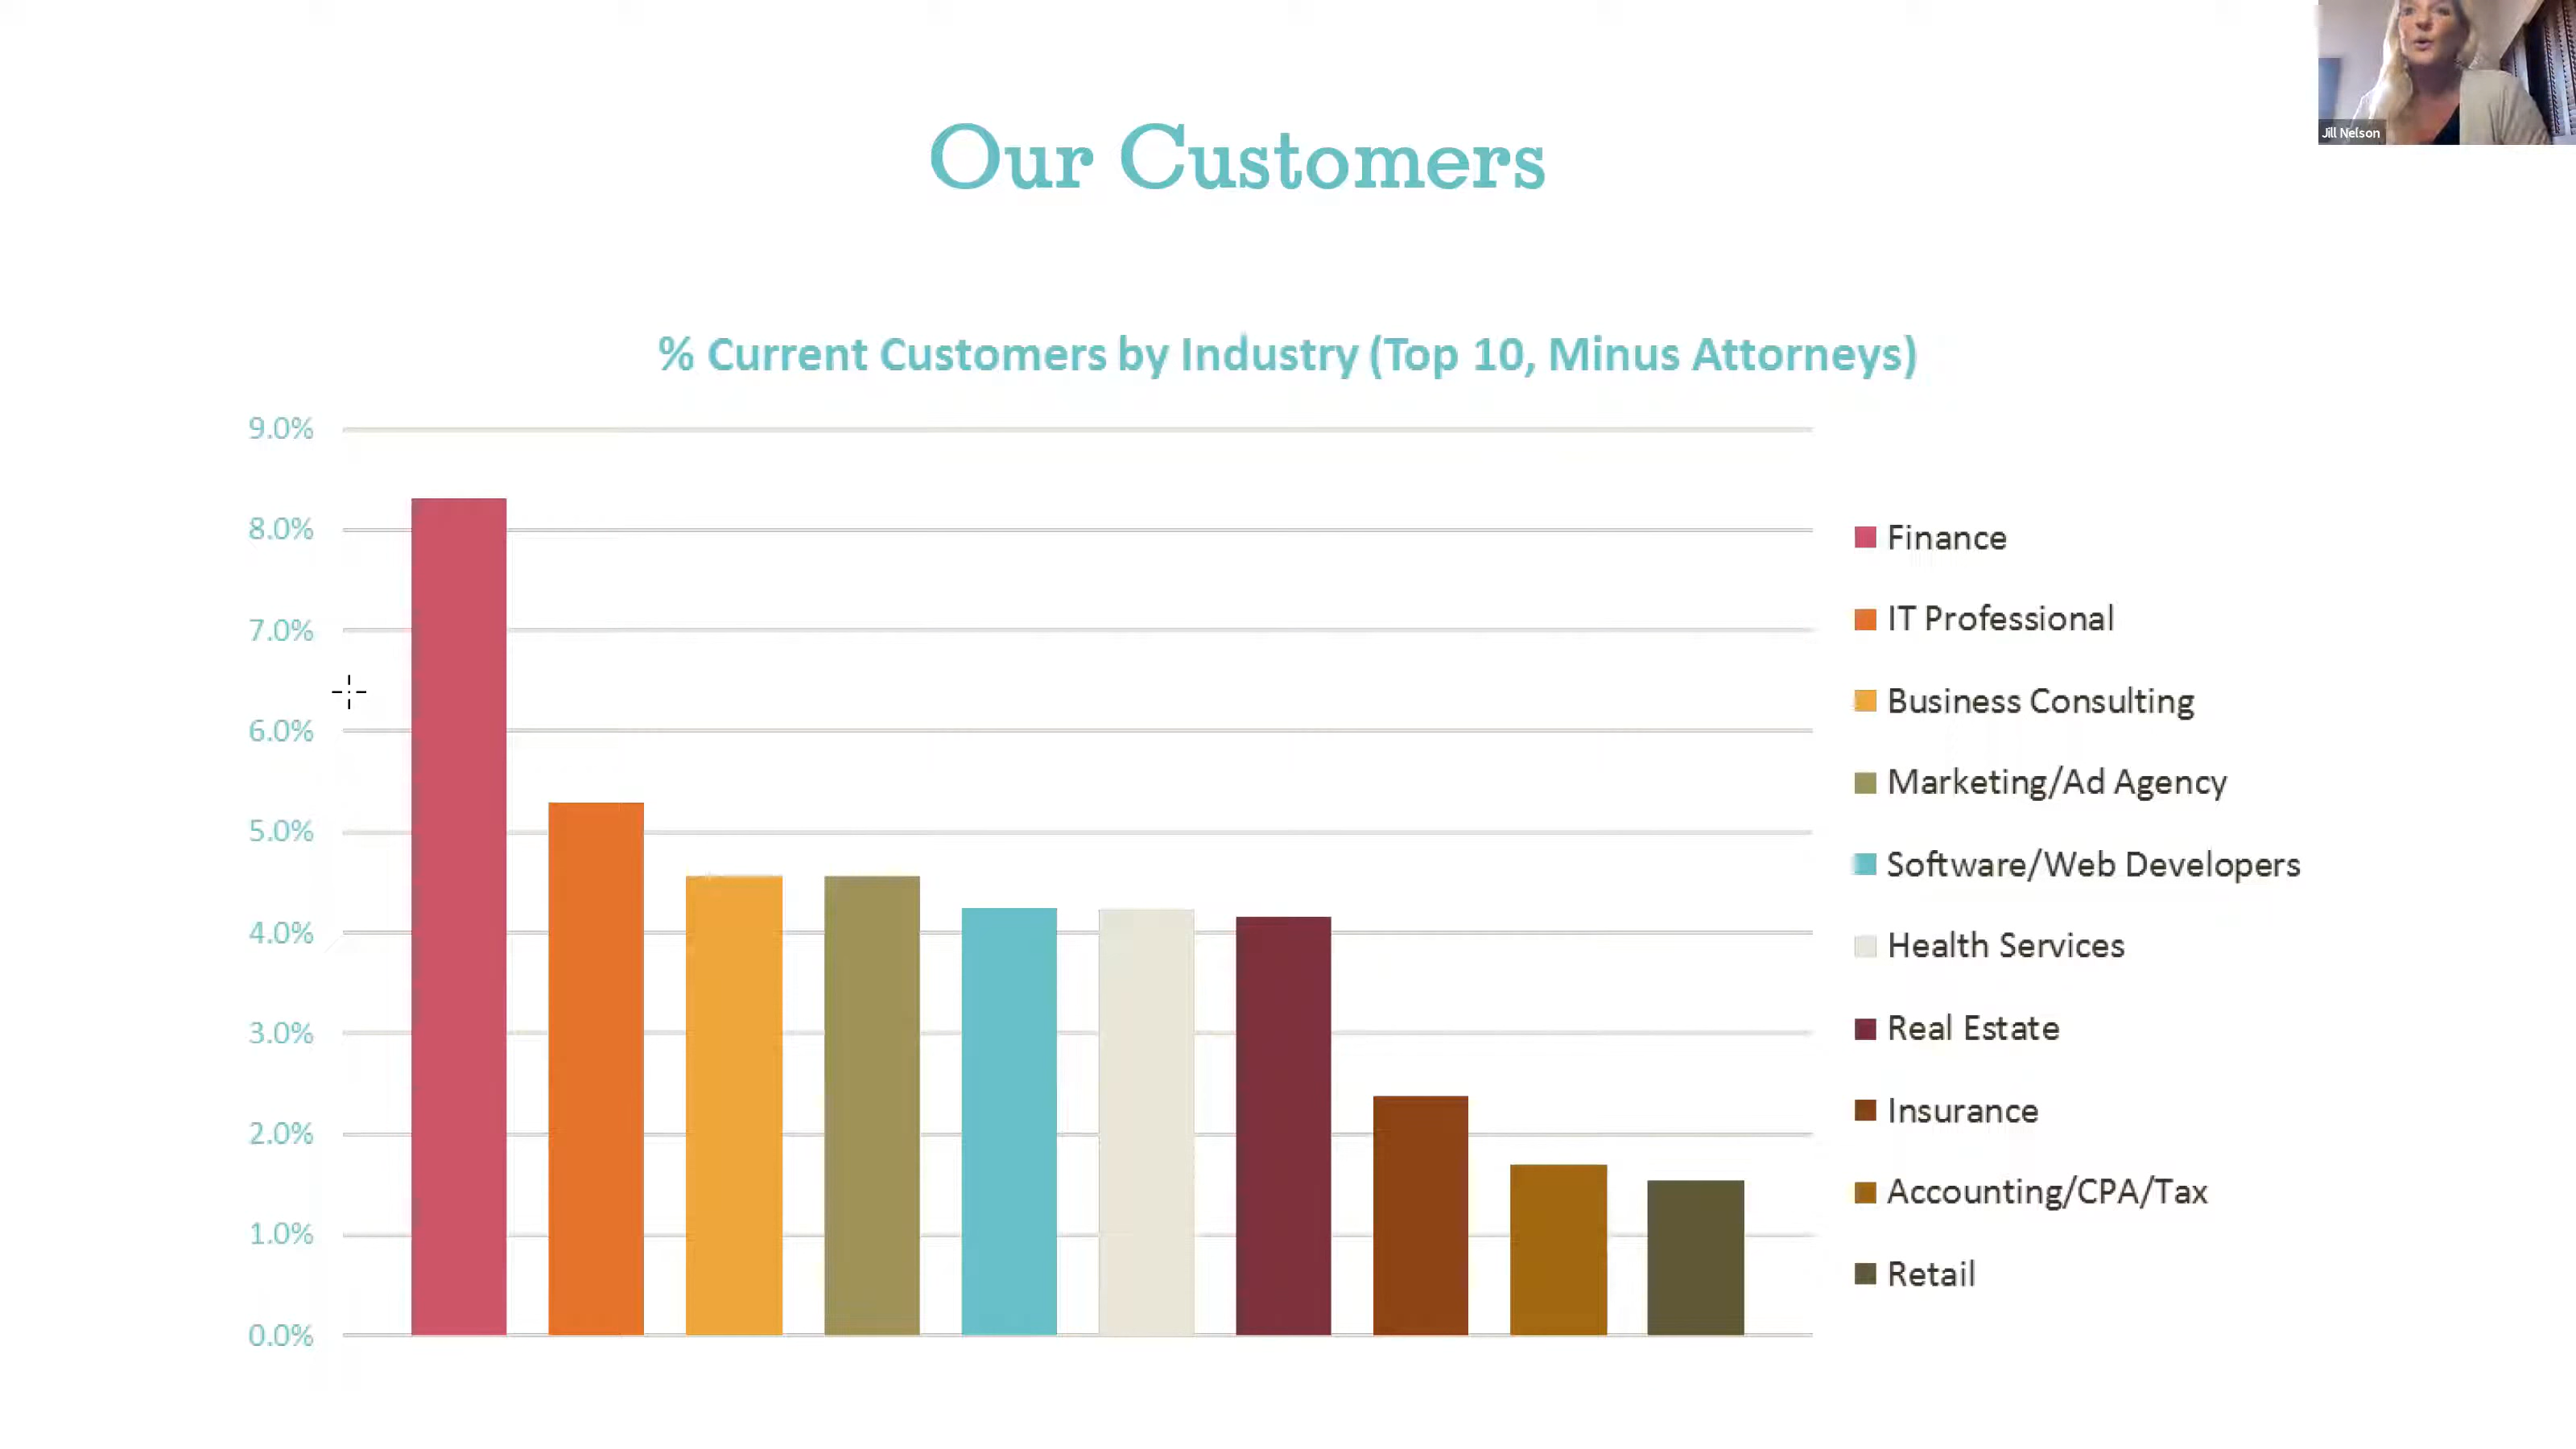 Jill Nelson
Our Customers
% Current Customers by Industry (Top 10, Minus Attorneys)
9.0%
8.0%
7.0%
6.0%
5.0%
4.0%
3.0%
2.0%
1.0%
0.0%
Finance
IT Professional
Business Consulting
Marketing/Ad Agency
Software/Web Developers
Health Services
Real Estate
Insurance
Accounting/CPA/Tax
Retail